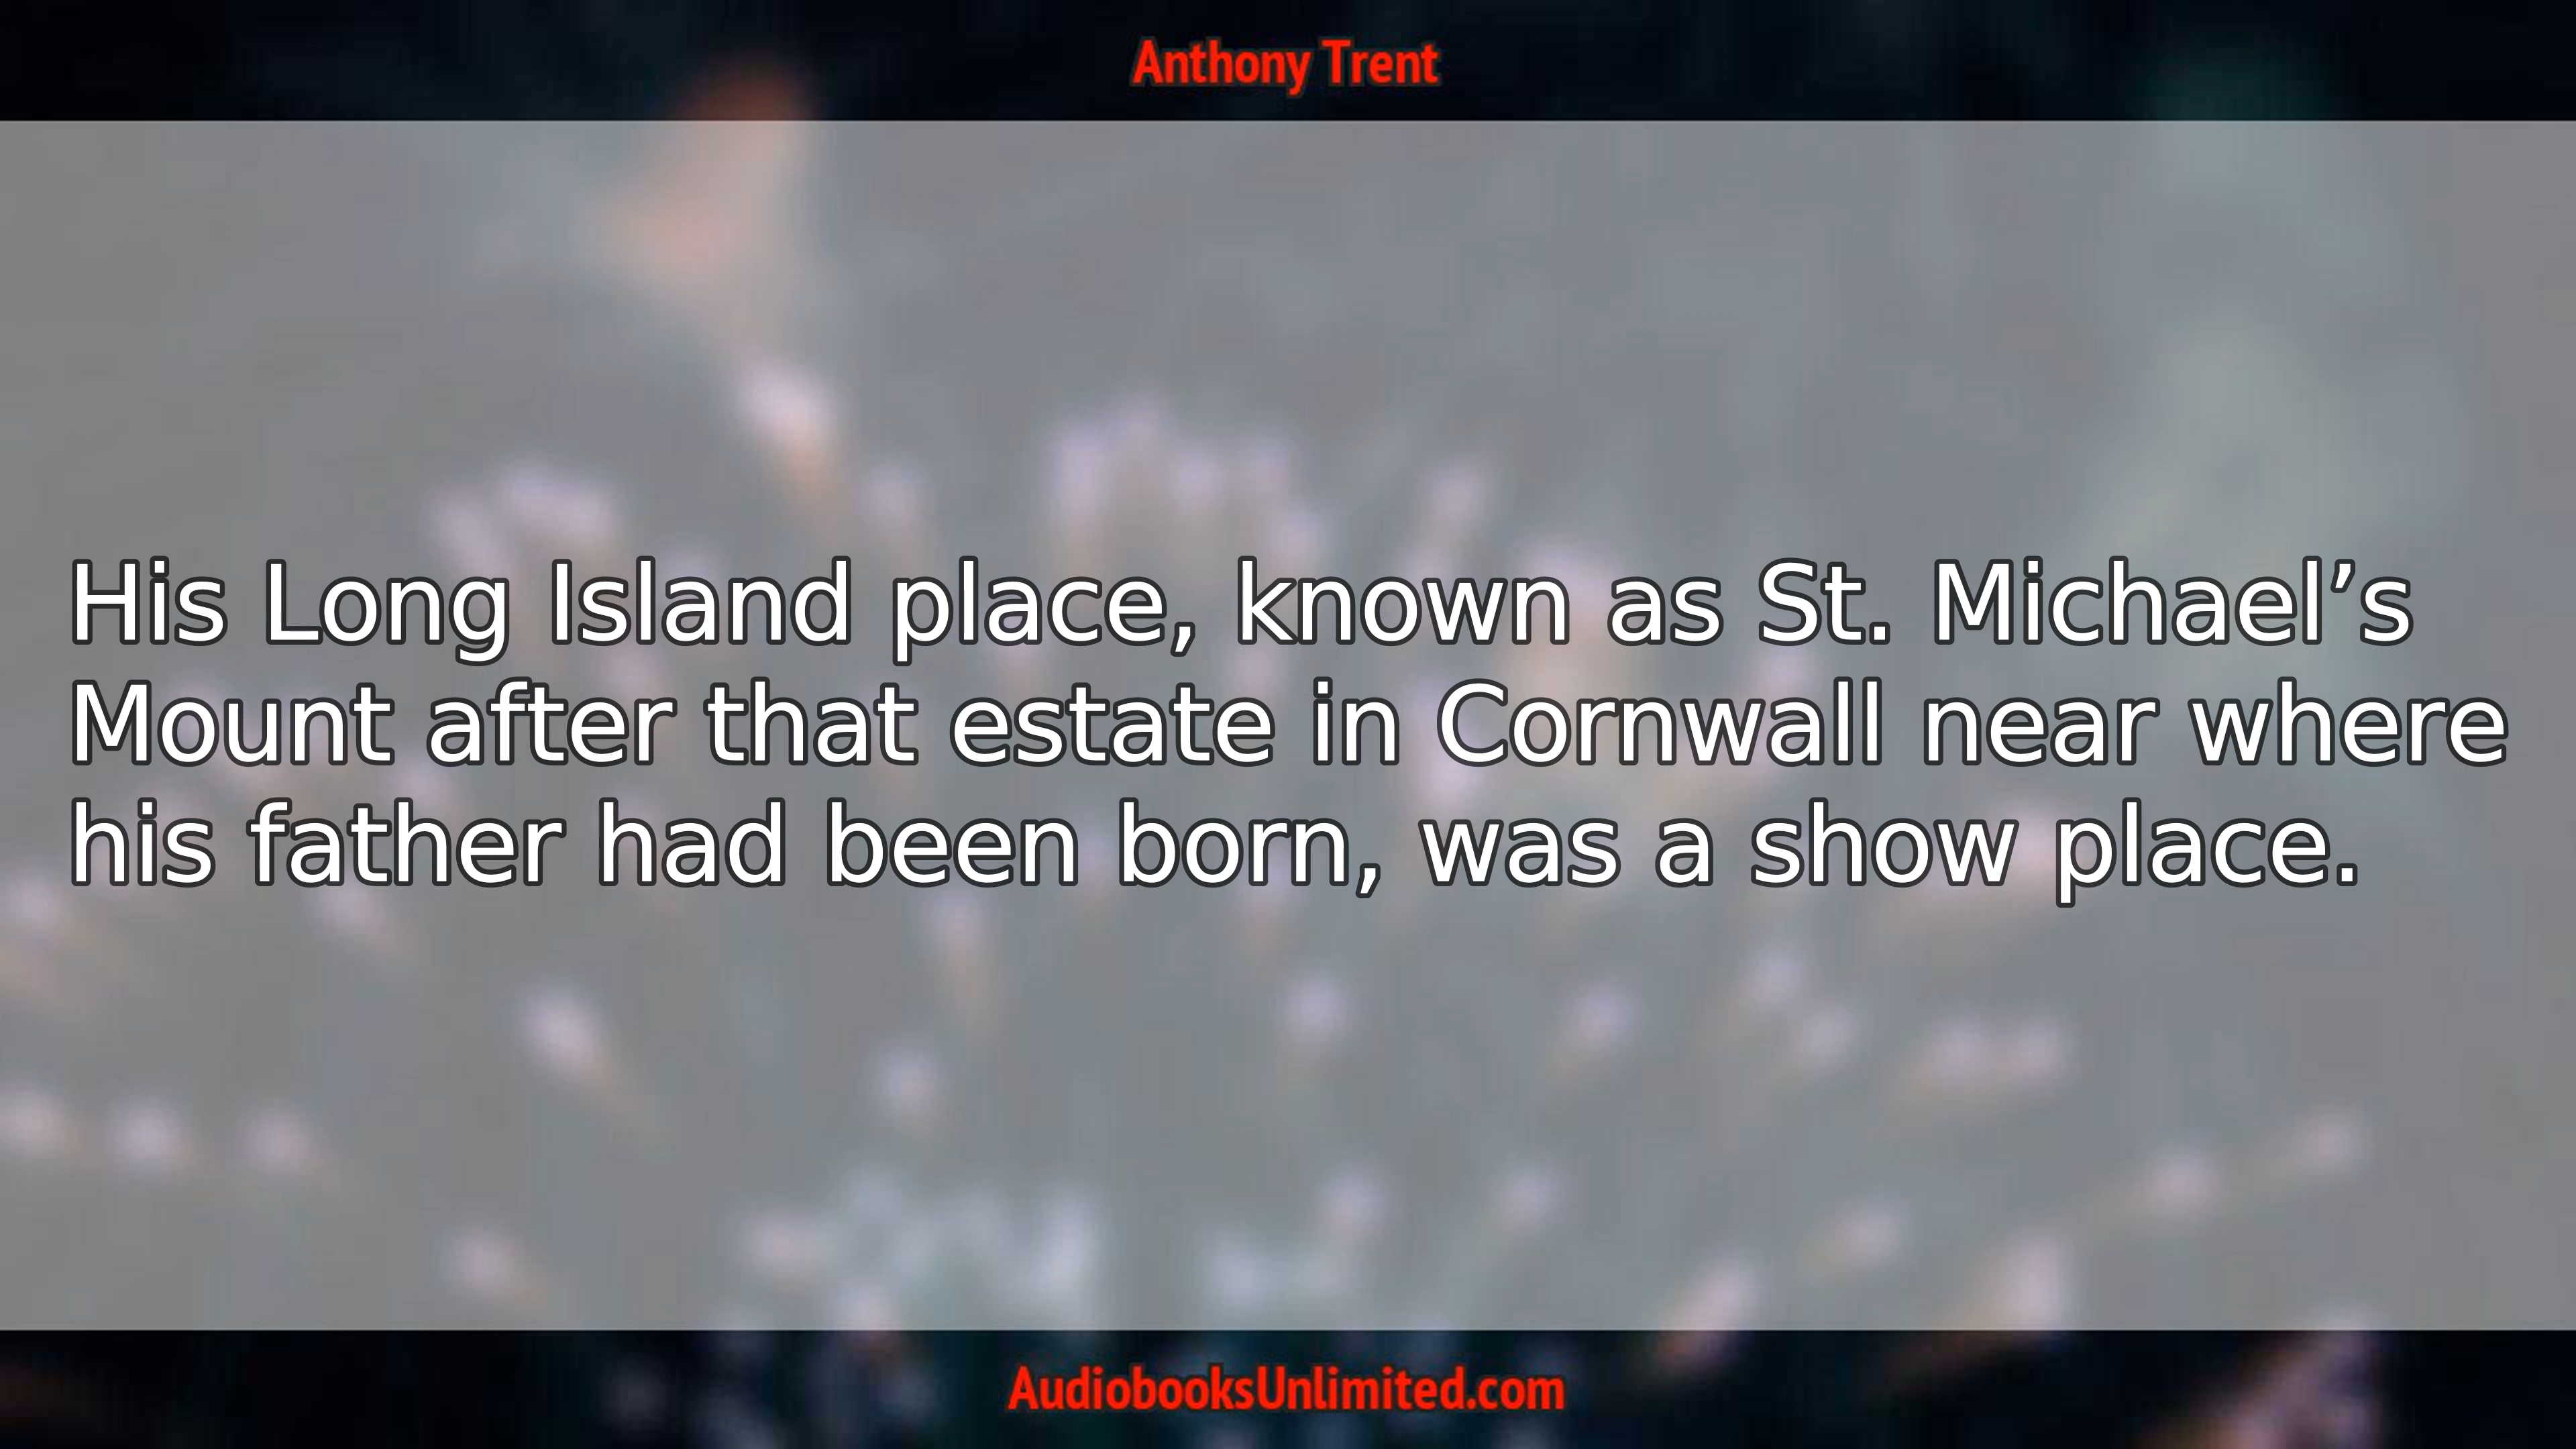 Anthony Trent
His Long Island place, known as St. Michael’s
Mount after that estate in Cornwall near where
his father had been born, was a show place.
AudiobooksUnlimited.com